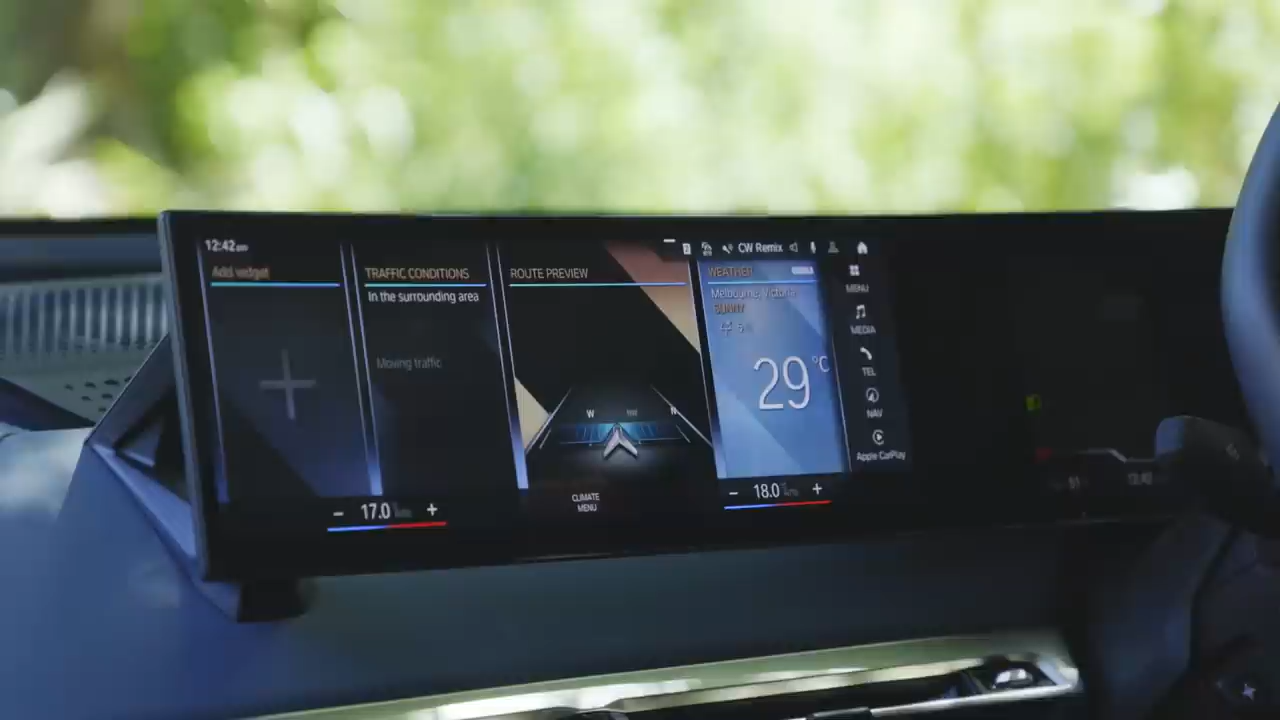 12:42
CW Remix
Add widget
TRAFFIC CONDITIONS
In the surrounding area
Moving traffic
ROUTE PREVIEW
W
NW
N
WEATHER
Melbourne, Victoria
SUNNY
29°C
MENU
MEDIA
TEL
NAV
Apple CarPlay
- 17.0 +
CLIMATE
MENU
- 18.0 +